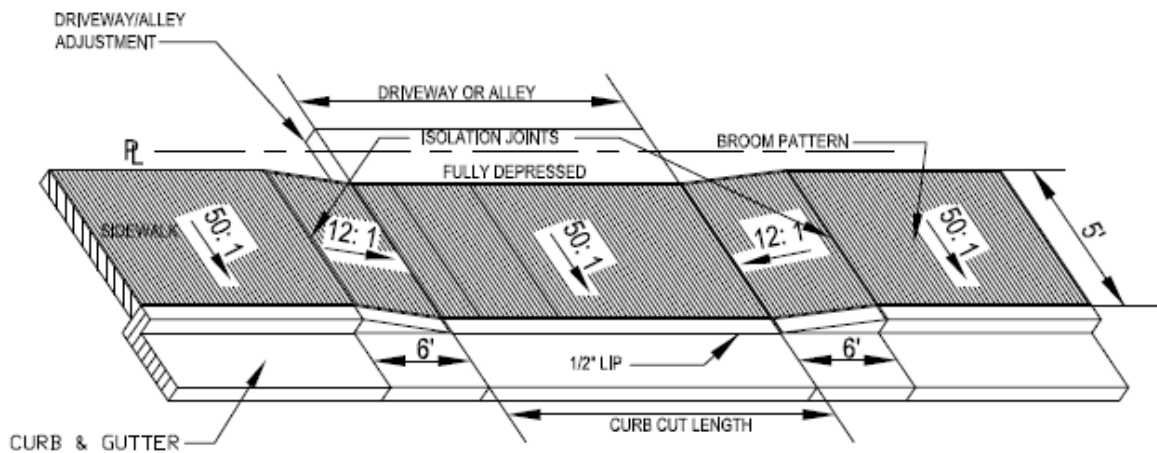 DRIVEWAY/ALLEY
ADJUSTMENT
DRIVEWAY OR ALLEY
ISOLATION JOINTS
BROOM PATTERN
PL
FULLY DEPRESSED
SIDEWALK
50: 1
12: 1
50: 1
12: 1
50: 1
5'
6'
1/2" LIP
6'
CURB CUT LENGTH
CURB & GUTTER